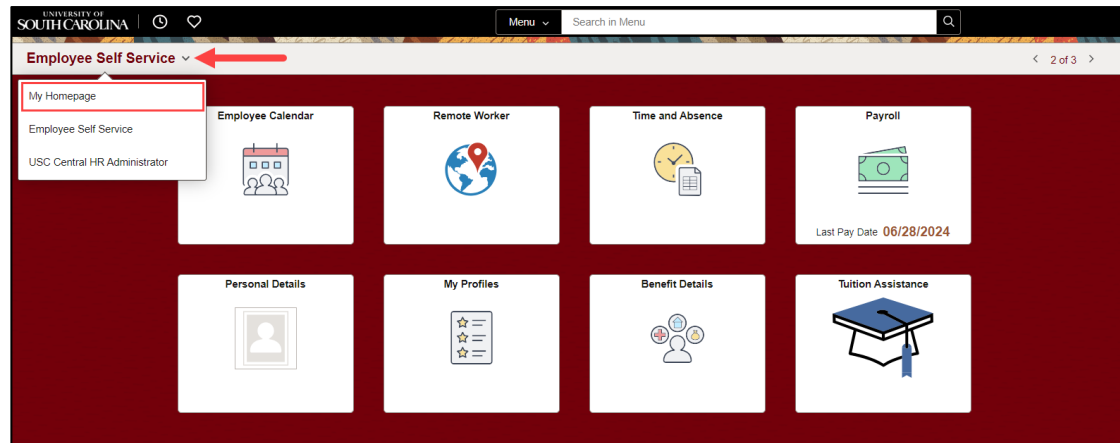 UNIVERSITY OF
SOUTH CAROLINA
Menu
Search in Menu
Employee Self Service
2 of 3
My Homepage
Employee Self Service
USC Central HR Administrator
Employee Calendar
Remote Worker
Time and Absence
Payroll
Last Pay Date 06/28/2024
Personal Details
My Profiles
Benefit Details
Tuition Assistance